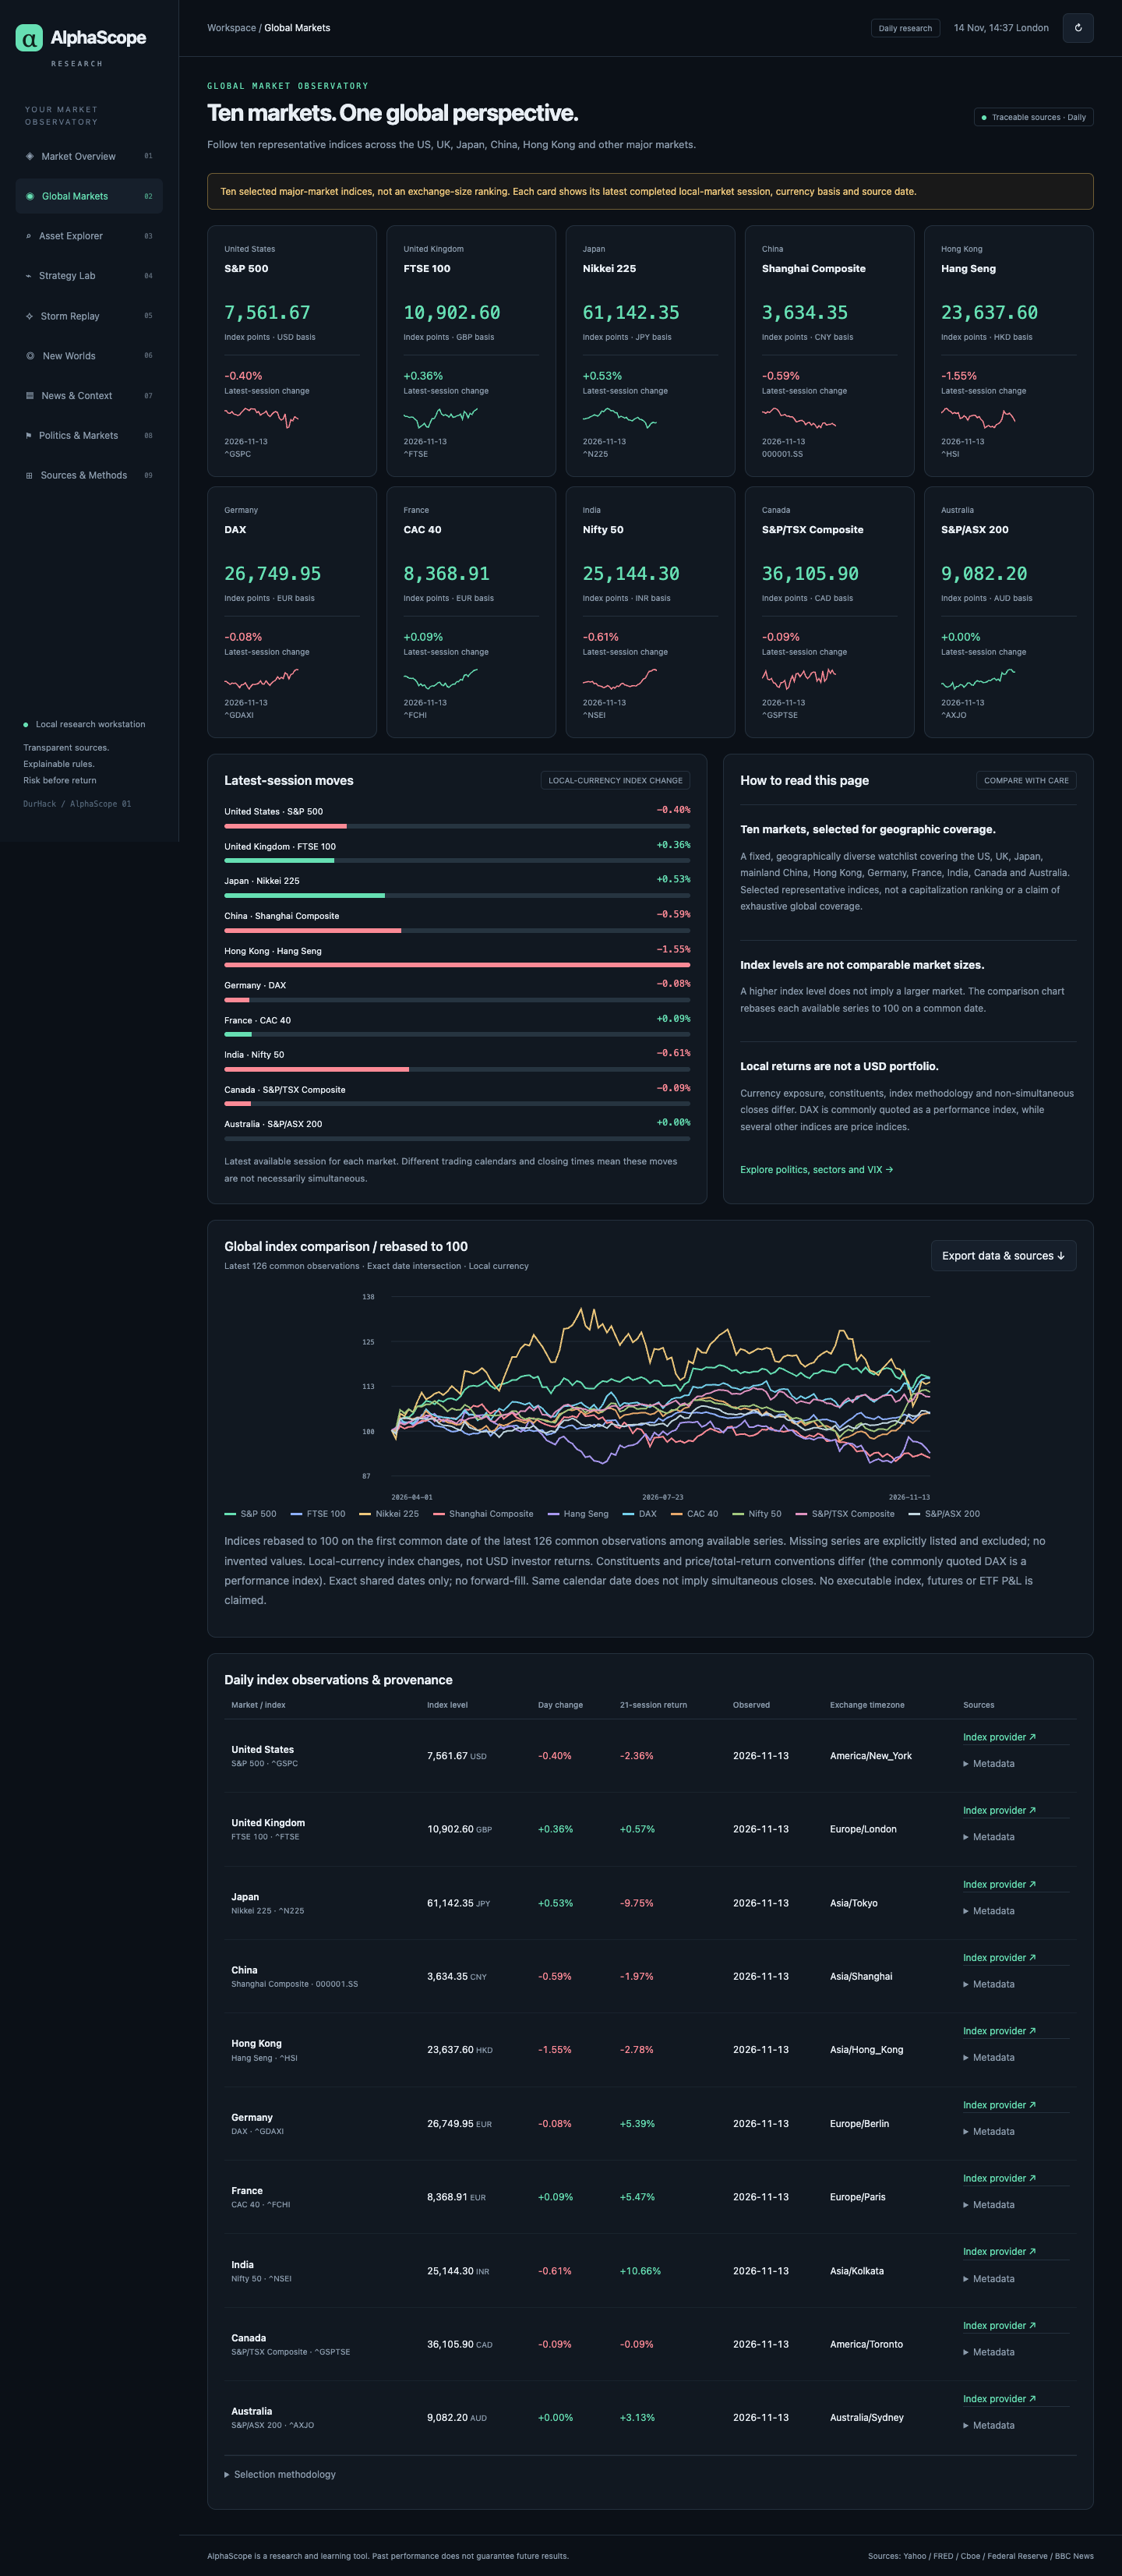 α AlphaScope
RESEARCH
YOUR MARKET
OBSERVATORY
Market Overview 01
Global Markets 02
Asset Explorer 03
Strategy Lab 04
Storm Replay 05
New Worlds 06
News & Context 07
Politics & Markets 08
Sources & Methods 09
Local research workstation
Transparent sources.
Explainable rules.
Risk before return
DurHack / AlphaScope 01
Workspace / Global Markets
Daily research
14 Nov, 14:37 London
↻
GLOBAL MARKET OBSERVATORY
Ten markets. One global perspective.
Traceable sources · Daily
Follow ten representative indices across the US, UK, Japan, China, Hong Kong and other major markets.
Ten selected major-market indices, not an exchange-size ranking. Each card shows its latest completed local-market session, currency basis and source date.
United States
S&P 500
7,561.67
Index points · USD basis
-0.40%
Latest-session change
2026-11-13
^GSPC
United Kingdom
FTSE 100
10,902.60
Index points · GBP basis
+0.36%
Latest-session change
2026-11-13
^FTSE
Japan
Nikkei 225
61,142.35
Index points · JPY basis
+0.53%
Latest-session change
2026-11-13
^N225
China
Shanghai Composite
3,634.35
Index points · CNY basis
-0.59%
Latest-session change
2026-11-13
000001.SS
Hong Kong
Hang Seng
23,637.60
Index points · HKD basis
-1.55%
Latest-session change
2026-11-13
^HSI
Germany
DAX
26,749.95
Index points · EUR basis
-0.08%
Latest-session change
2026-11-13
^GDAXI
France
CAC 40
8,368.91
Index points · EUR basis
+0.09%
Latest-session change
2026-11-13
^FCHI
India
Nifty 50
25,144.30
Index points · INR basis
-0.61%
Latest-session change
2026-11-13
^NSEI
Canada
S&P/TSX Composite
36,105.90
Index points · CAD basis
-0.09%
Latest-session change
2026-11-13
^GSPTSE
Australia
S&P/ASX 200
9,082.20
Index points · AUD basis
+0.00%
Latest-session change
2026-11-13
^AXJO
Latest-session moves
LOCAL-CURRENCY INDEX CHANGE
United States · S&P 500 −0.40%
United Kingdom · FTSE 100 +0.36%
Japan · Nikkei 225 +0.53%
China · Shanghai Composite −0.59%
Hong Kong · Hang Seng −1.55%
Germany · DAX −0.08%
France · CAC 40 +0.09%
India · Nifty 50 −0.61%
Canada · S&P/TSX Composite −0.09%
Australia · S&P/ASX 200 +0.00%
Latest available session for each market. Different trading calendars and closing times mean these moves
are not necessarily simultaneous.
How to read this page
COMPARE WITH CARE
Ten markets, selected for geographic coverage.
A fixed, geographically diverse watchlist covering the US, UK, Japan,
mainland China, Hong Kong, Germany, France, India, Canada and Australia.
Selected representative indices, not a capitalization ranking or a claim of
exhaustive global coverage.
Index levels are not comparable market sizes.
A higher index level does not imply a larger market. The comparison chart
rebases each available series to 100 on a common date.
Local returns are not a USD portfolio.
Currency exposure, constituents, index methodology and non-simultaneous
closes differ. DAX is commonly quoted as a performance index, while
several other indices are price indices.
Explore politics, sectors and VIX →
Global index comparison / rebased to 100
Latest 126 common observations · Exact date intersection · Local currency
Export data & sources ↓
138
125
113
100
87
2026-04-01 2026-07-23 2026-11-13
S&P 500 FTSE 100 Nikkei 225 Shanghai Composite Hang Seng DAX CAC 40 Nifty 50 S&P/TSX Composite S&P/ASX 200
Indices rebased to 100 on the first common date of the latest 126 common observations among available series. Missing series are explicitly listed and excluded; no
invented values. Local-currency index changes, not USD investor returns. Constituents and price/total-return conventions differ (the commonly quoted DAX is a
performance index). Exact shared dates only; no forward-fill. Same calendar date does not imply simultaneous closes. No executable index, futures or ETF P&L is
claimed.
Daily index observations & provenance
Market / index Index level Day change 21-session return Observed Exchange timezone Sources
United States
S&P 500 · ^GSPC
7,561.67 USD -0.40% -2.36% 2026-11-13 America/New_York
Index provider ↗
▶ Metadata
United Kingdom
FTSE 100 · ^FTSE
10,902.60 GBP +0.36% +0.57% 2026-11-13 Europe/London
Index provider ↗
▶ Metadata
Japan
Nikkei 225 · ^N225
61,142.35 JPY +0.53% -9.75% 2026-11-13 Asia/Tokyo
Index provider ↗
▶ Metadata
China
Shanghai Composite · 000001.SS
3,634.35 CNY -0.59% -1.97% 2026-11-13 Asia/Shanghai
Index provider ↗
▶ Metadata
Hong Kong
Hang Seng · ^HSI
23,637.60 HKD -1.55% -2.78% 2026-11-13 Asia/Hong_Kong
Index provider ↗
▶ Metadata
Germany
DAX · ^GDAXI
26,749.95 EUR -0.08% +5.39% 2026-11-13 Europe/Berlin
Index provider ↗
▶ Metadata
France
CAC 40 · ^FCHI
8,368.91 EUR +0.09% +5.47% 2026-11-13 Europe/Paris
Index provider ↗
▶ Metadata
India
Nifty 50 · ^NSEI
25,144.30 INR -0.61% +10.66% 2026-11-13 Asia/Kolkata
Index provider ↗
▶ Metadata
Canada
S&P/TSX Composite · ^GSPTSE
36,105.90 CAD -0.09% -0.09% 2026-11-13 America/Toronto
Index provider ↗
▶ Metadata
Australia
S&P/ASX 200 · ^AXJO
9,082.20 AUD +0.00% +3.13% 2026-11-13 Australia/Sydney
Index provider ↗
▶ Metadata
▶ Selection methodology
AlphaScope is a research and learning tool. Past performance does not guarantee future results.
Sources: Yahoo / FRED / Cboe / Federal Reserve / BBC News